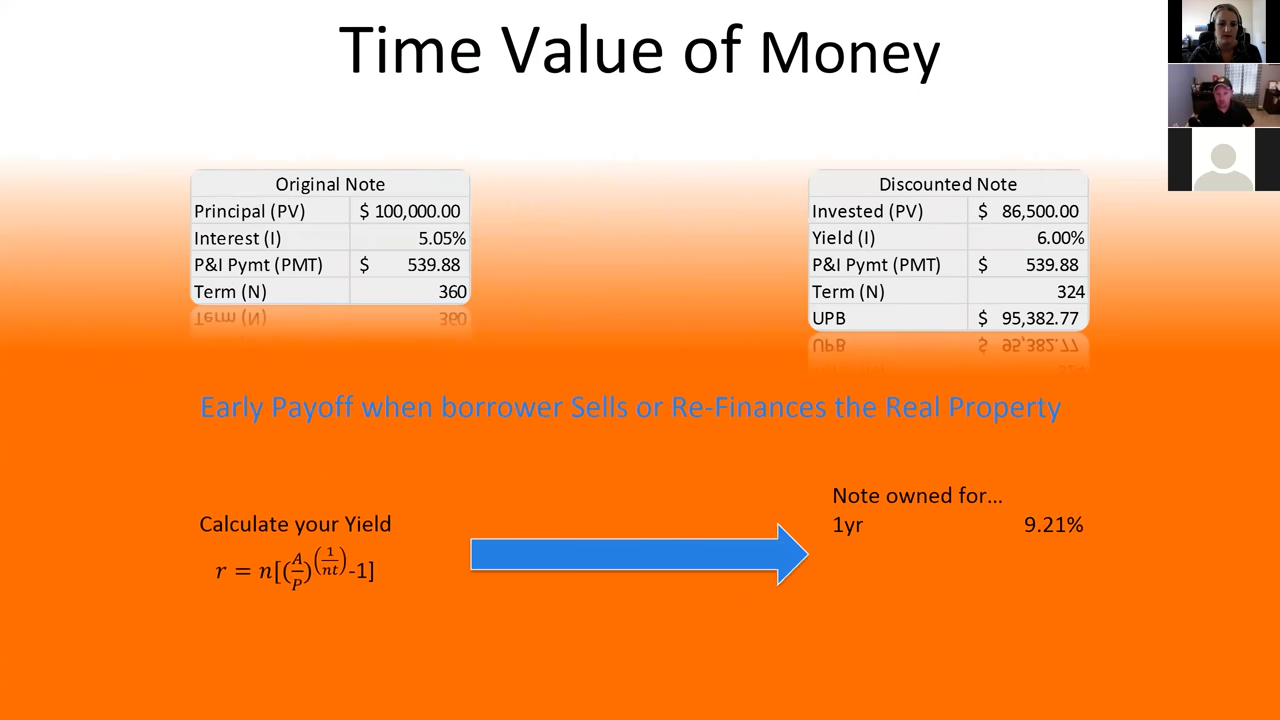 Time Value of Money
Original Note
Principal (PV) $ 100,000.00
Interest (I) 5.05%
P&I Pymt (PMT) $ 539.88
Term (N) 360
Discounted Note
Invested (PV) $ 86,500.00
Yield (I) 6.00%
P&I Pymt (PMT) $ 539.88
Term (N) 324
UPB $ 95,382.77
Early Payoff when borrower Sells or Re-Finances the Real Property
Calculate your Yield
r = n[(A/P)^(1/nt)-1]
Note owned for…
1yr 9.21%